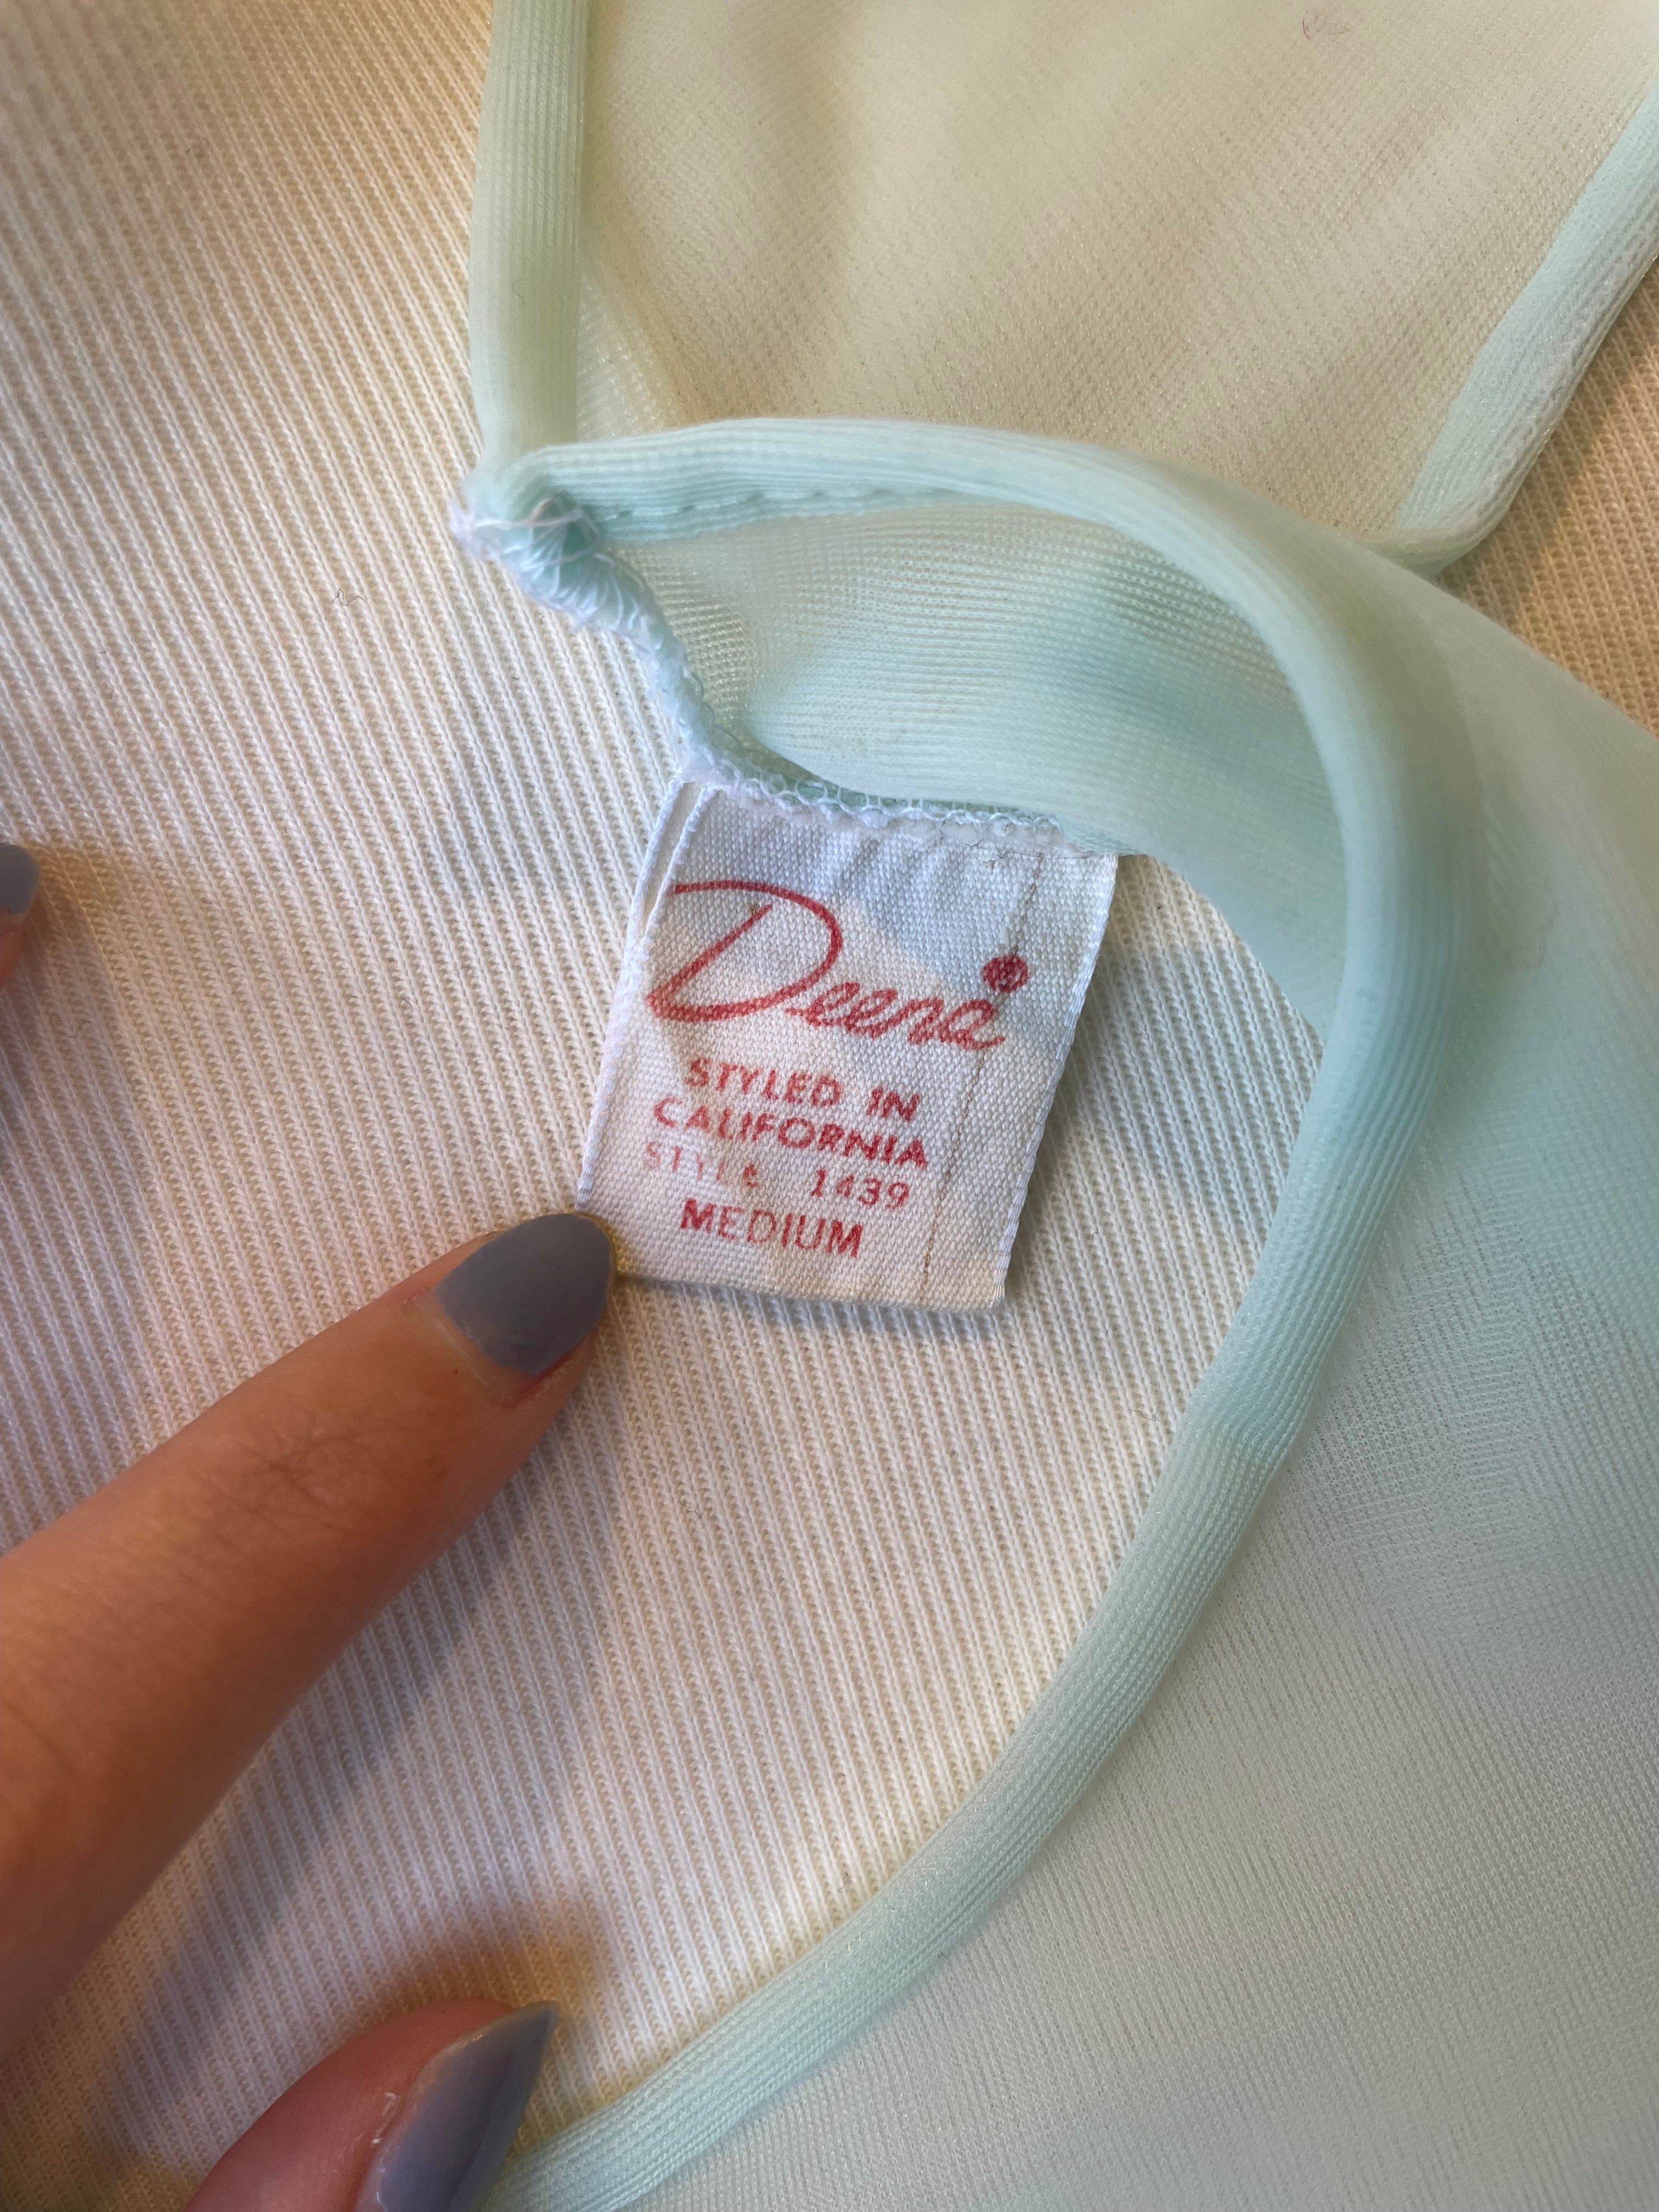 Deena
STYLED IN
CALIFORNIA
STYLE 1439
MEDIUM